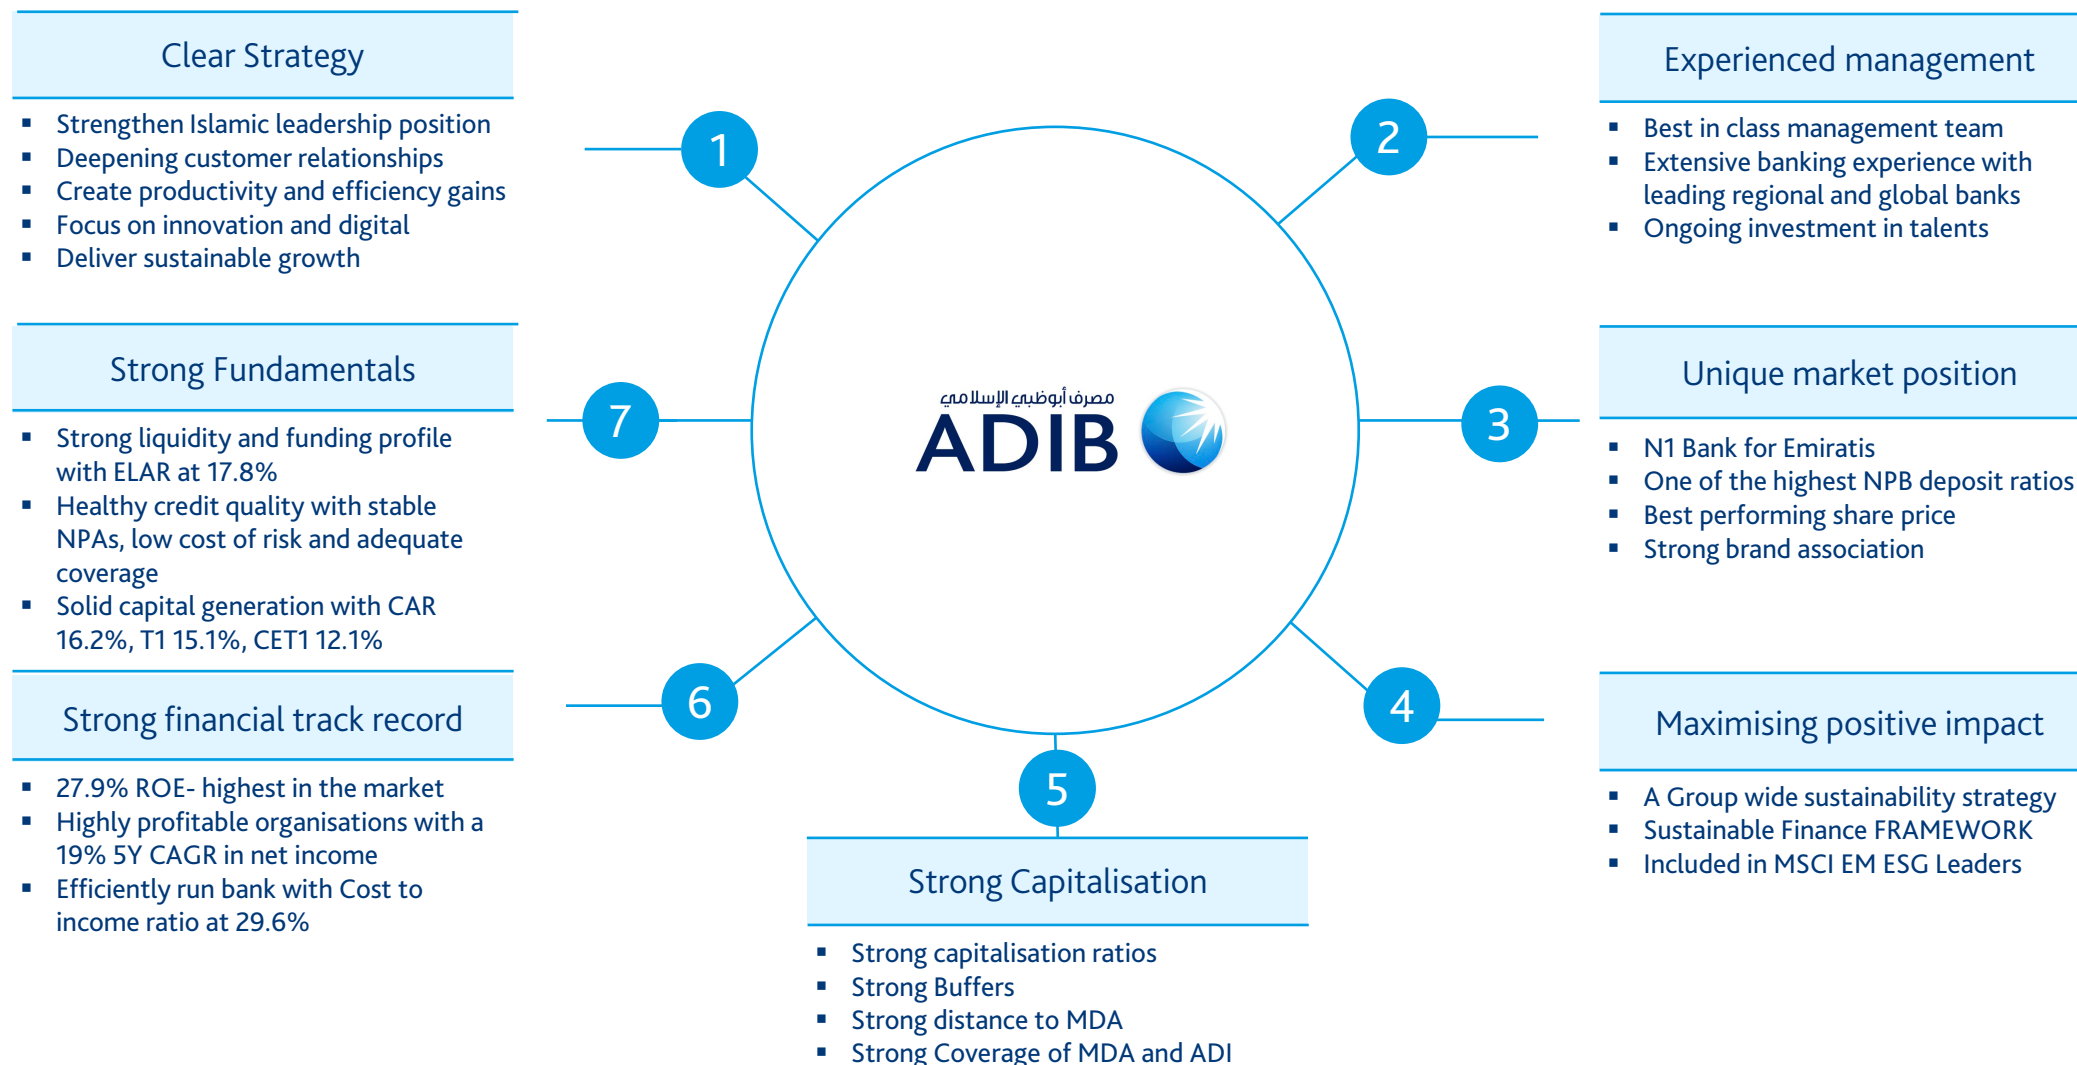 Clear Strategy
▪ Strengthen Islamic leadership position
▪ Deepening customer relationships
▪ Create productivity and efficiency gains
▪ Focus on innovation and digital
▪ Deliver sustainable growth
1
2
Experienced management
▪ Best in class management team
▪ Extensive banking experience with
leading regional and global banks
▪ Ongoing investment in talents
Strong Fundamentals
▪ Strong liquidity and funding profile
with ELAR at 17.8%
▪ Healthy credit quality with stable
NPAs, low cost of risk and adequate
coverage
▪ Solid capital generation with CAR
16.2%, T1 15.1%, CET1 12.1%
7
مصرف أبوظبي الإسلامي
ADIB
3
Unique market position
▪ N1 Bank for Emiratis
▪ One of the highest NPB deposit ratios
▪ Best performing share price
▪ Strong brand association
Strong financial track record
▪ 27.9% ROE- highest in the market
▪ Highly profitable organisations with a
19% 5Y CAGR in net income
▪ Efficiently run bank with Cost to
income ratio at 29.6%
6
4
Maximising positive impact
▪ A Group wide sustainability strategy
▪ Sustainable Finance FRAMEWORK
▪ Included in MSCI EM ESG Leaders
5
Strong Capitalisation
▪ Strong capitalisation ratios
▪ Strong Buffers
▪ Strong distance to MDA
▪ Strong Coverage of MDA and ADI